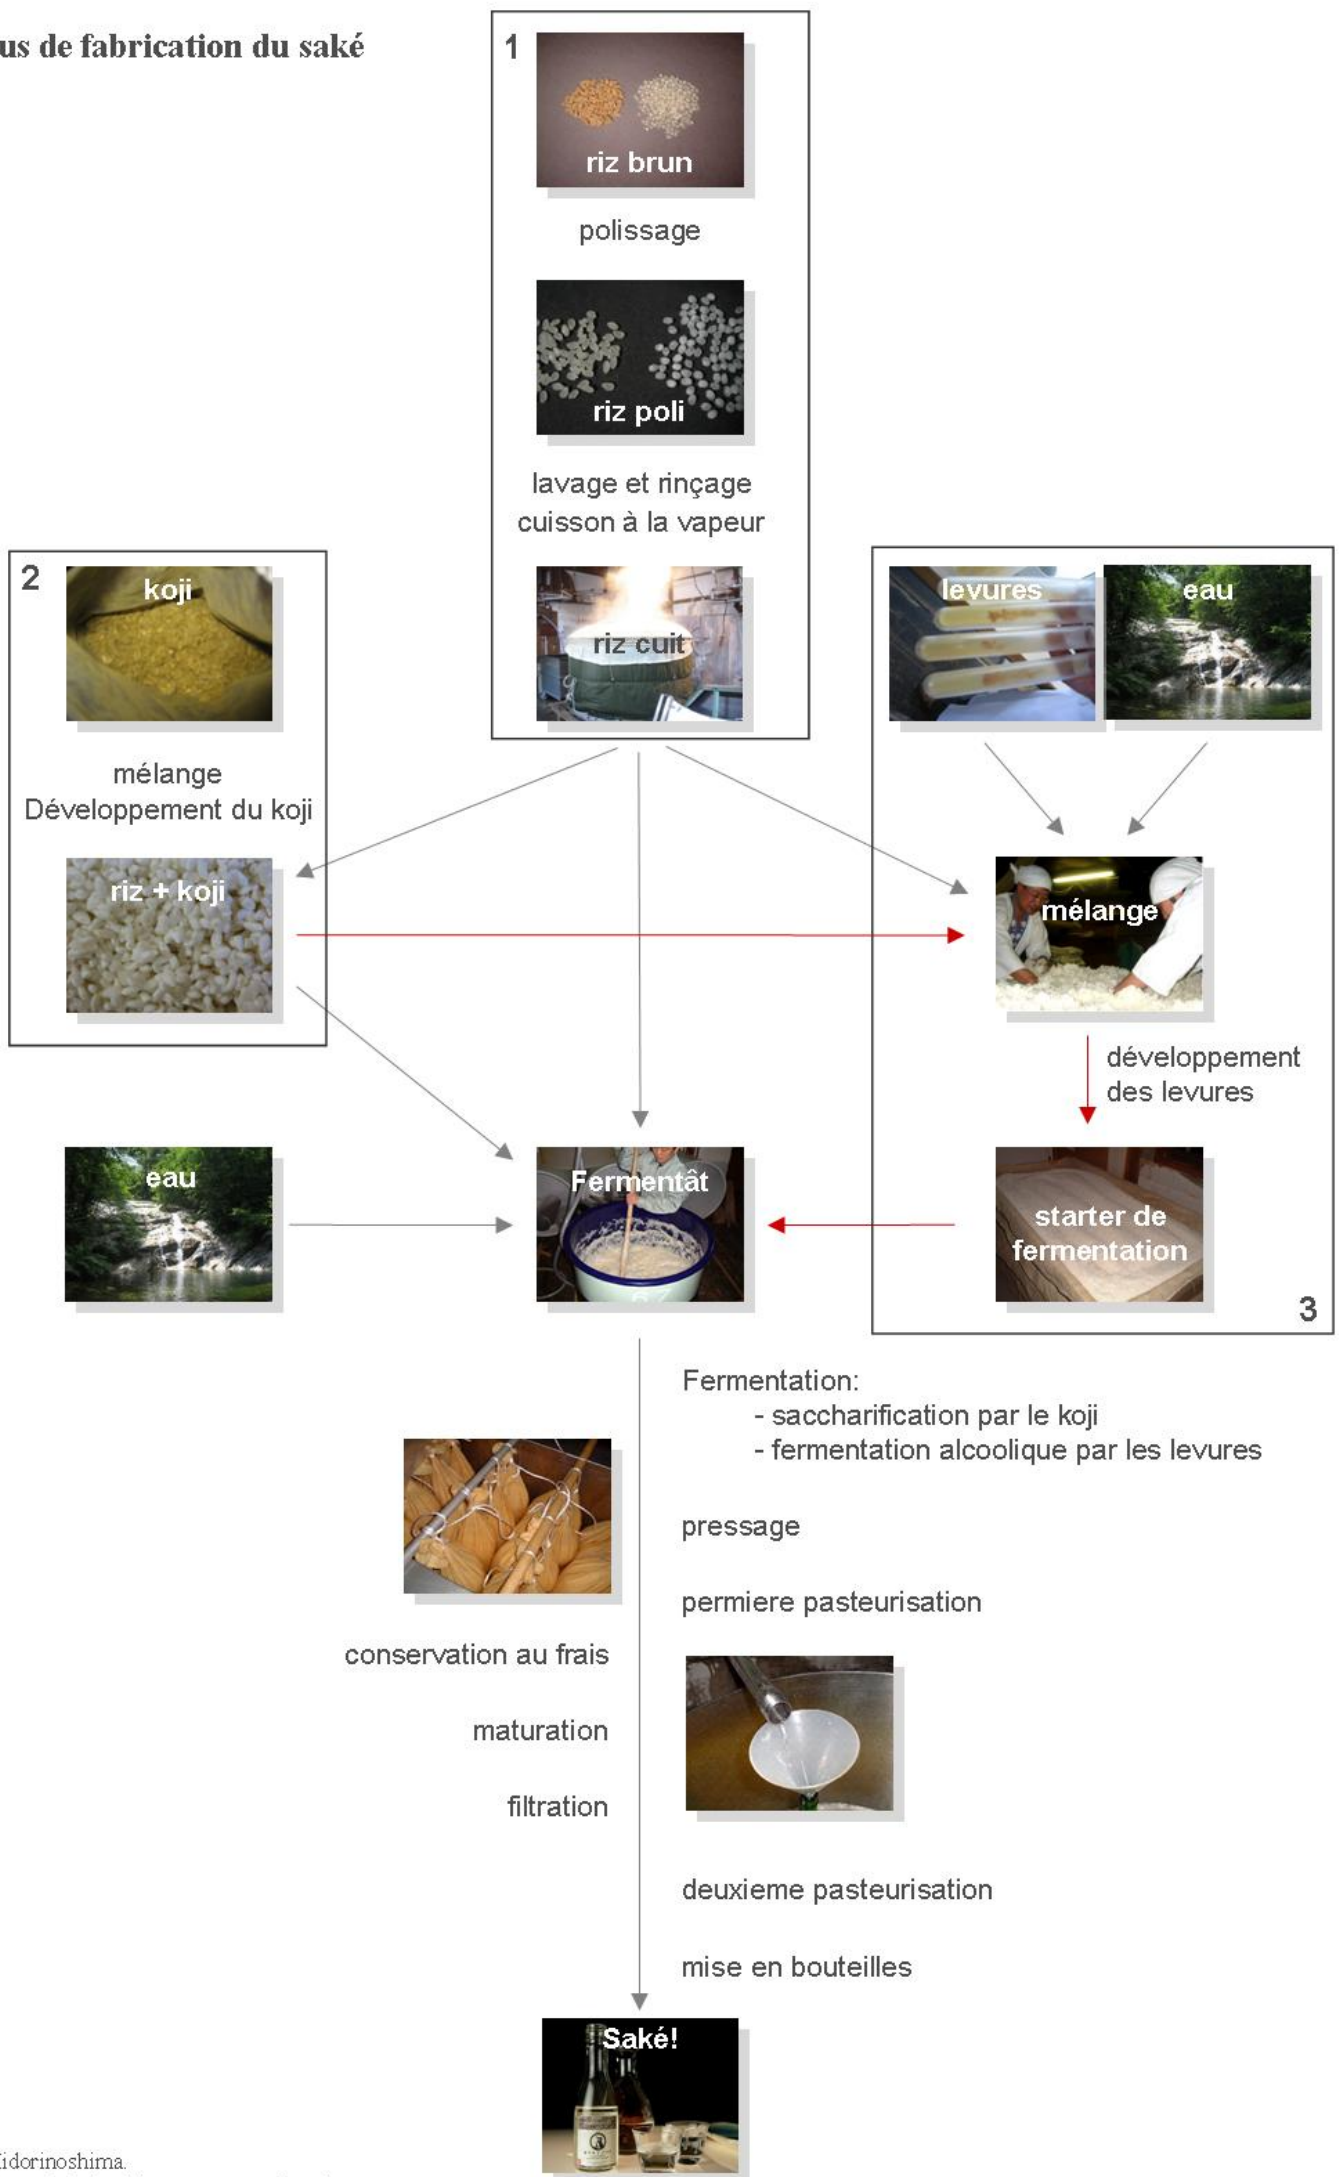 de fabrication du saké
1
riz brun
polissage
riz poli
lavage et rinçage
cuisson à la vapeur
riz cuit
2
koji
mélange
Développement du koji
riz + koji
levures
eau
mélange
développement
des levures
starter de
fermentation
3
eau
Fermentât
Fermentation:
- saccharification par le koji
- fermentation alcoolique par les levures
pressage
permiere pasteurisation
conservation au frais
maturation
filtration
deuxieme pasteurisation
mise en bouteilles
Saké!
idorinoshima.